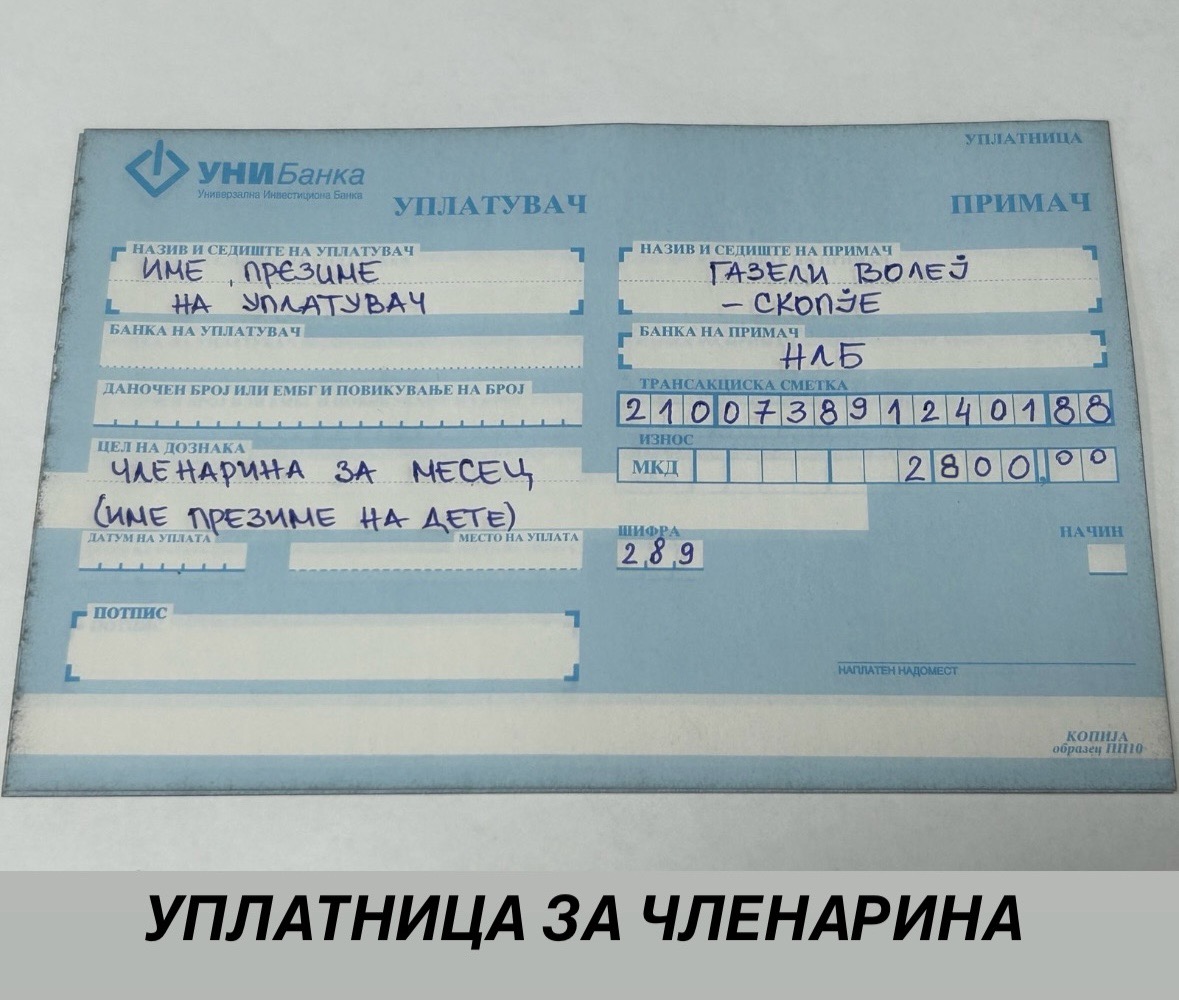 УПЛАТНИЦА
УНИБанка
Универзална Инвестициона Банка
УПЛАТУВАЧ
ПРИМАЧ
НАЗИВ И СЕДИШТЕ НА УПЛАТУВАЧ
ИМЕ, ПРЕЗИМЕ
НА УПЛАТУВАЧ
БАНКА НА УПЛАТУВАЧ
ДАНОЧЕН БРОЈ ИЛИ ЕМБГ И ПОВИКУВАЊЕ НА БРОЈ
ЦЕЛ НА ДОЗНАКА
ЧЛЕНАРИНА ЗА МЕСЕЦ
(ИМЕ ПРЕЗИМЕ НА ДЕТЕ)
ДАТУМ НА УПЛАТА
МЕСТО НА УПЛАТА
ПОТПИС
НАЗИВ И СЕДИШТЕ НА ПРИМАЧ
ГАЗЕЛИ ВОЛЕЈ
- СКОПЈЕ
БАНКА НА ПРИМАЧ
НЛБ
ТРАНСАКЦИСКА СМЕТКА
210073891240188
ИЗНОС
МКД 2800,00
ШИФРА
289
НАЧИН
НАПЛАТЕН НАДОМЕСТ
КОПИЈА
образец ПП10
УПЛАТНИЦА ЗА ЧЛЕНАРИНА